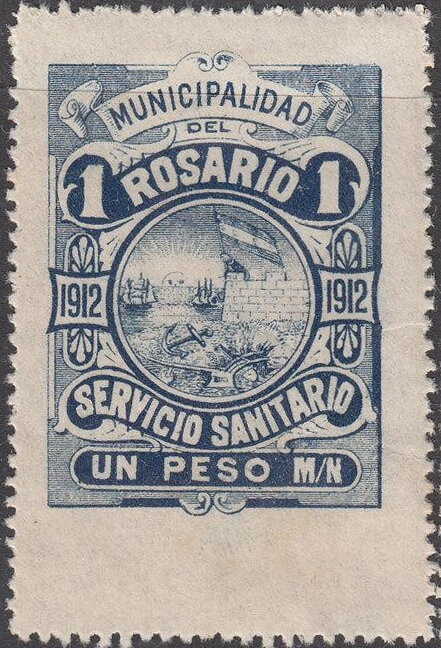 MUNICIPALIDAD
DEL
1 ROSARIO 1
1912 1912
SERVICIO SANITARIO
UN PESO M/N